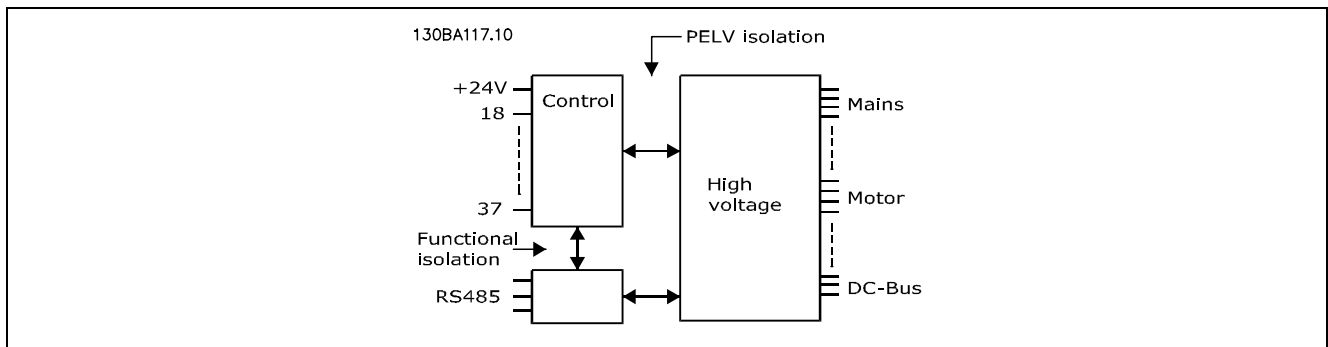 130BA117.10
PELV isolation
+24V
Control
18
Mains
High
voltage
37
Motor
Functional
isolation
RS485
DC-Bus